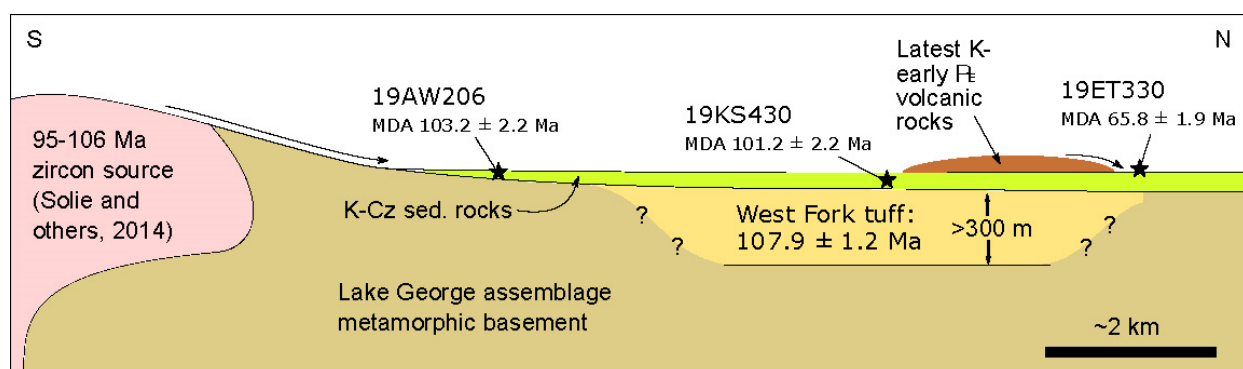 S
N
95-106 Ma
zircon source
(Solie and
others, 2014)
19AW206
MDA 103.2 ± 2.2 Ma
K-Cz sed. rocks
19KS430
MDA 101.2 ± 2.2 Ma
Latest K-
early
volcanic
rocks
19ET330
MDA 65.8 ± 1.9 Ma
?
?
West Fork tuff:
107.9 ± 1.2 Ma
>300 m
?
?
Lake George assemblage
metamorphic basement
~2 km